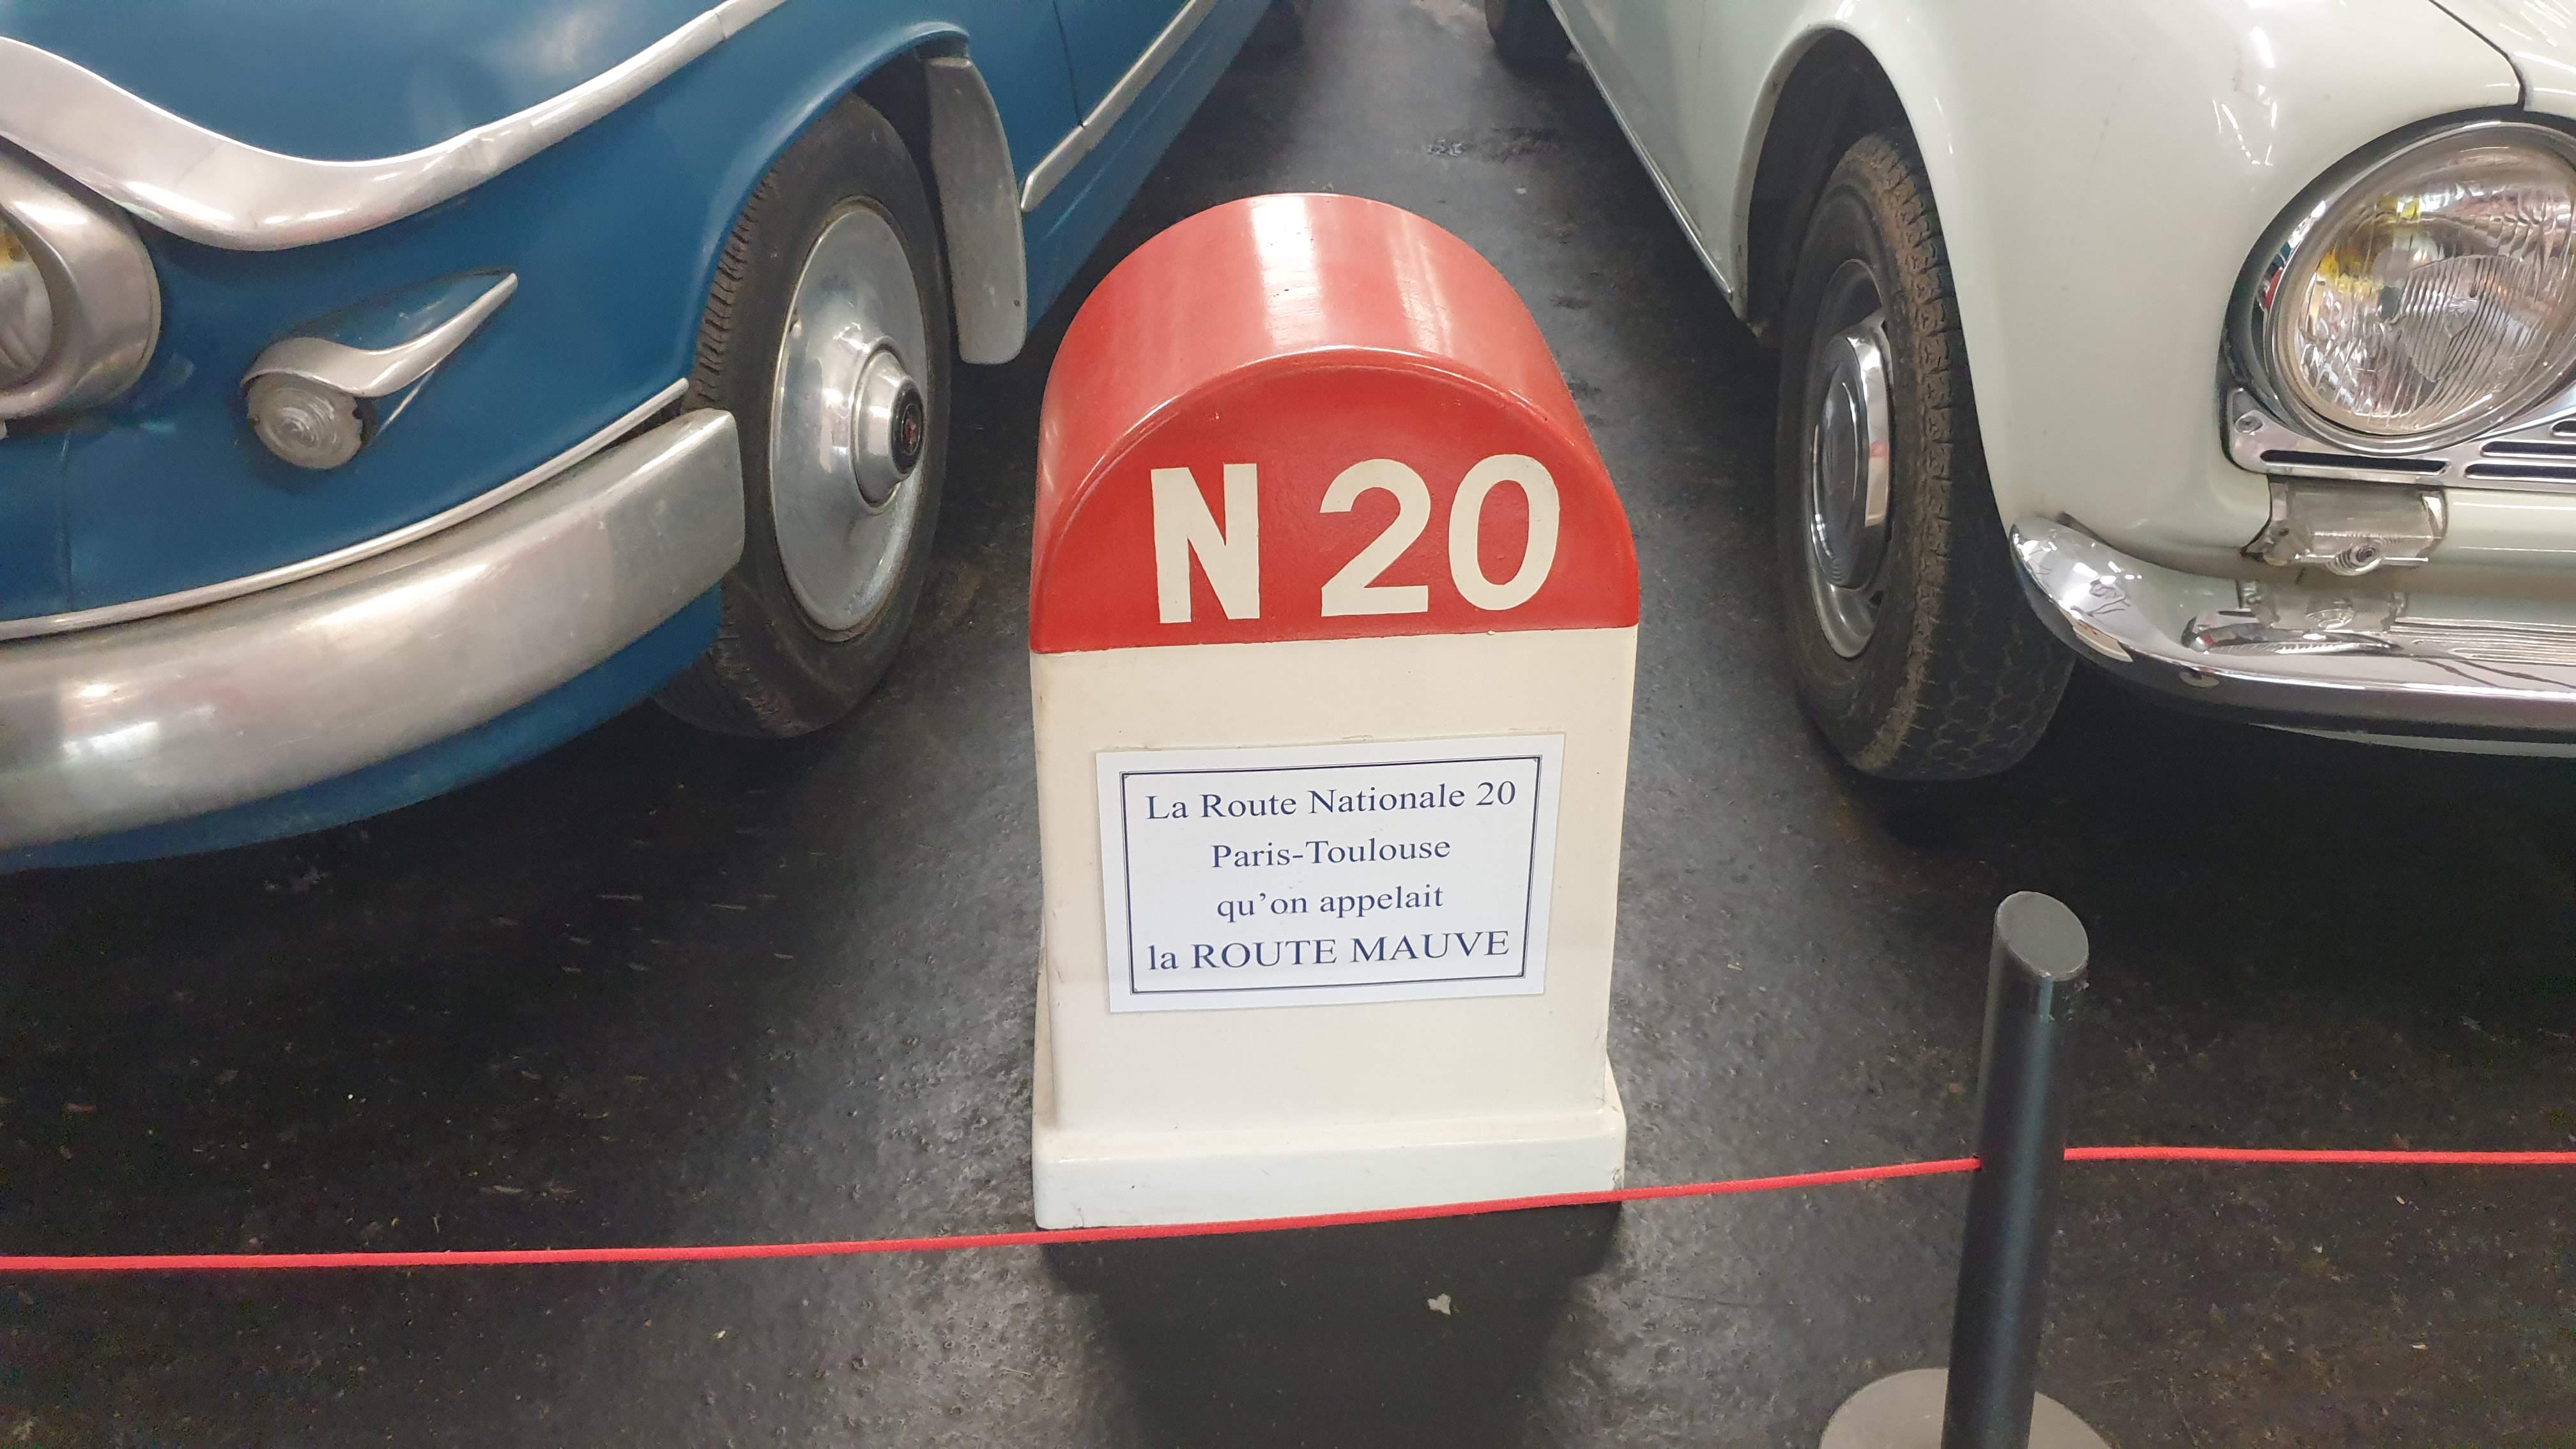 N 20
La Route Nationale 20
Paris-Toulouse
qu'on appelait
la ROUTE MAUVE